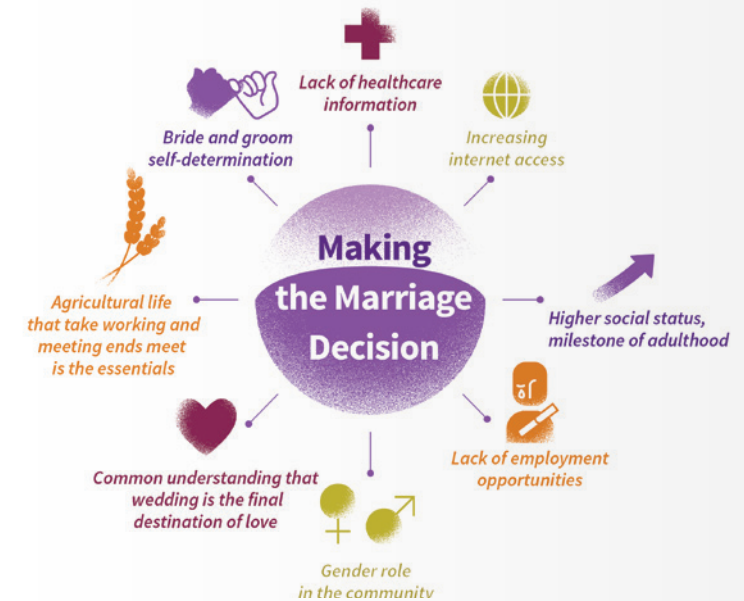 Lack of healthcare
information
Increasing
internet access
Bride and groom
self-determination
Making
the Marriage
Decision
Higher social status,
milestone of adulthood
Agricultural life
that take working and
meeting ends meet
is the essentials
Lack of employment
opportunities
Common understanding that
wedding is the final
destination of love
Gender role
in the community